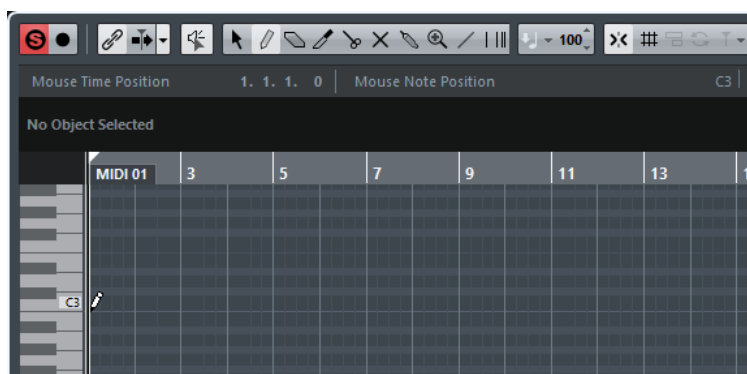 S 100
Mouse Time Position 1. 1. 1. 0 Mouse Note Position C3
No Object Selected
MIDI 01 3 5 7 9 11 13
C3